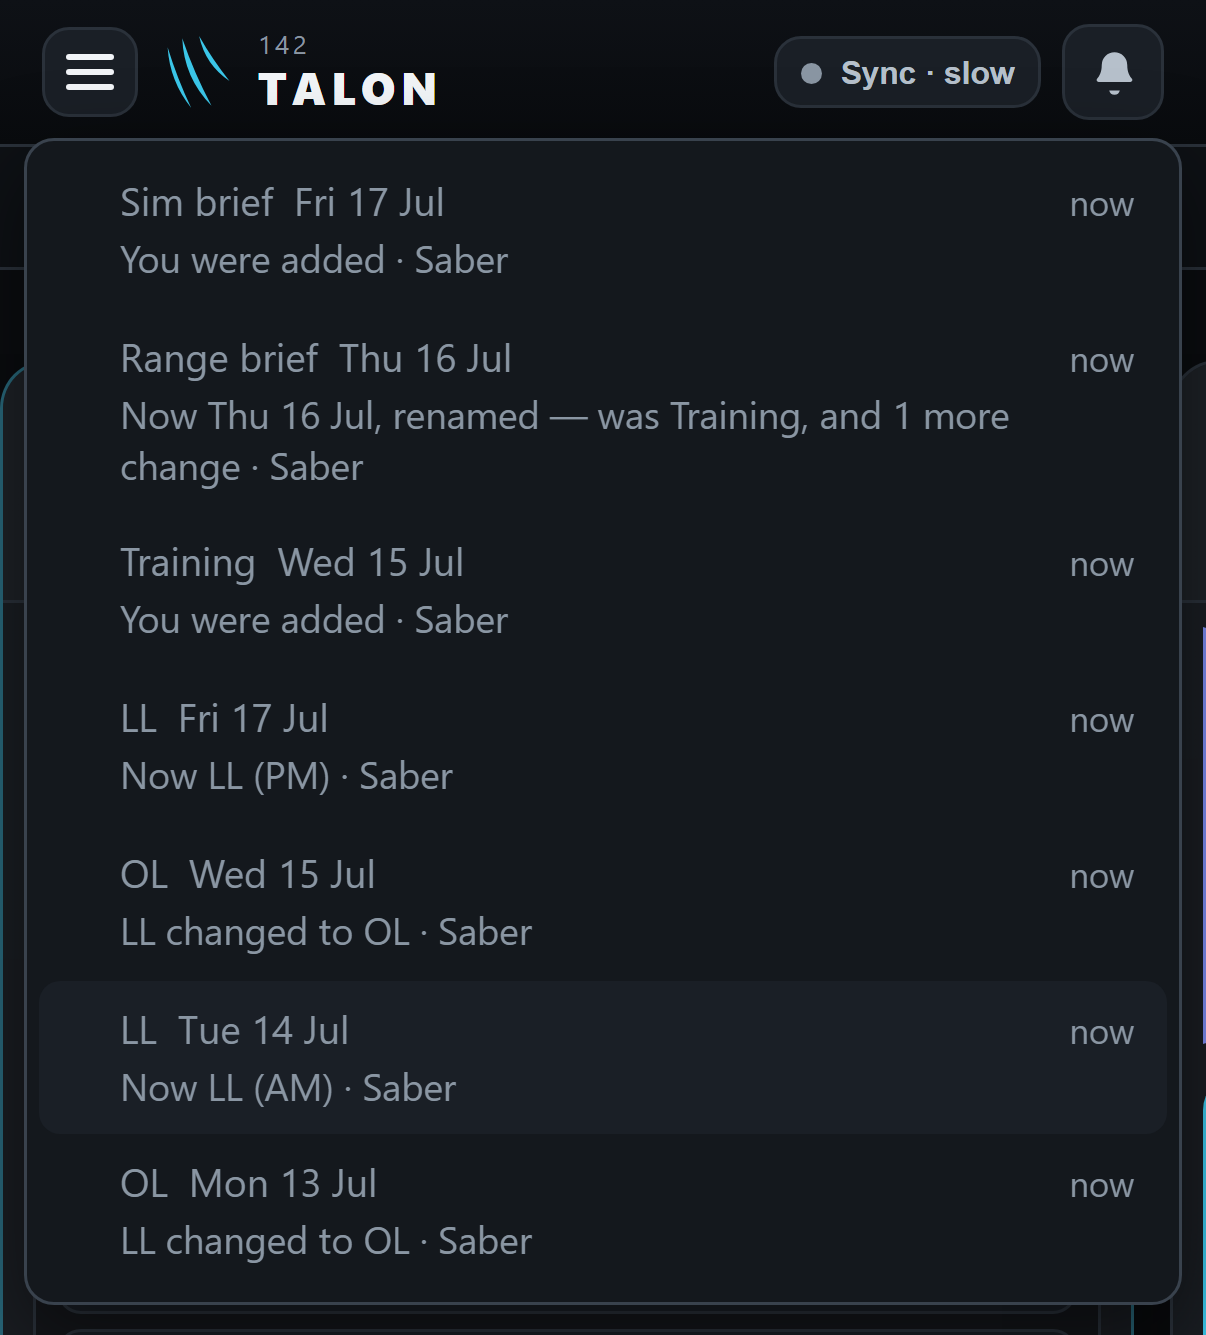 142
TALON
Sync · slow
Sim brief Fri 17 Jul
now
You were added · Saber
Range brief Thu 16 Jul
now
Now Thu 16 Jul, renamed — was Training, and 1 more
change · Saber
Training Wed 15 Jul
now
You were added · Saber
LL Fri 17 Jul
now
Now LL (PM) · Saber
OL Wed 15 Jul
now
LL changed to OL · Saber
LL Tue 14 Jul
now
Now LL (AM) · Saber
OL Mon 13 Jul
now
LL changed to OL · Saber